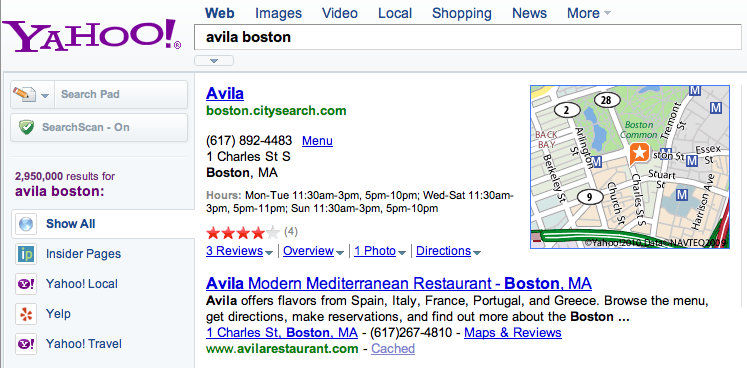 Web Images Video Local Shopping News More
YAHOO!®
avila boston
Search Pad
SearchScan - On
2,950,000 results for
avila boston:
Show All
Insider Pages
Yahoo! Local
Yelp
Yahoo! Travel
Avila
boston.citysearch.com
(617) 892-4483 Menu
1 Charles St S
Boston, MA
Hours: Mon-Tue 11:30am-3pm, 5pm-10pm; Wed-Sat 11:30am-
3pm, 5pm-11pm; Sun 11:30am-3pm, 5pm-10pm
(4)
3 Reviews | Overview | 1 Photo | Directions
2
28
M
Boston
Common
Tremont St
BACK
BAY
Arlington St
Essex St
Berkeley St
Stuart St
9
Church St
Charles St S
Harrison Ave
©Yahoo!2010 Data©NAVTEQ2009
Avila Modern Mediterranean Restaurant - Boston, MA
Avila offers flavors from Spain, Italy, France, Portugal, and Greece. Browse the menu,
get directions, make reservations, and find out more about the Boston ...
1 Charles St, Boston, MA - (617)267-4810 - Maps & Reviews
www.avilarestaurant.com - Cached